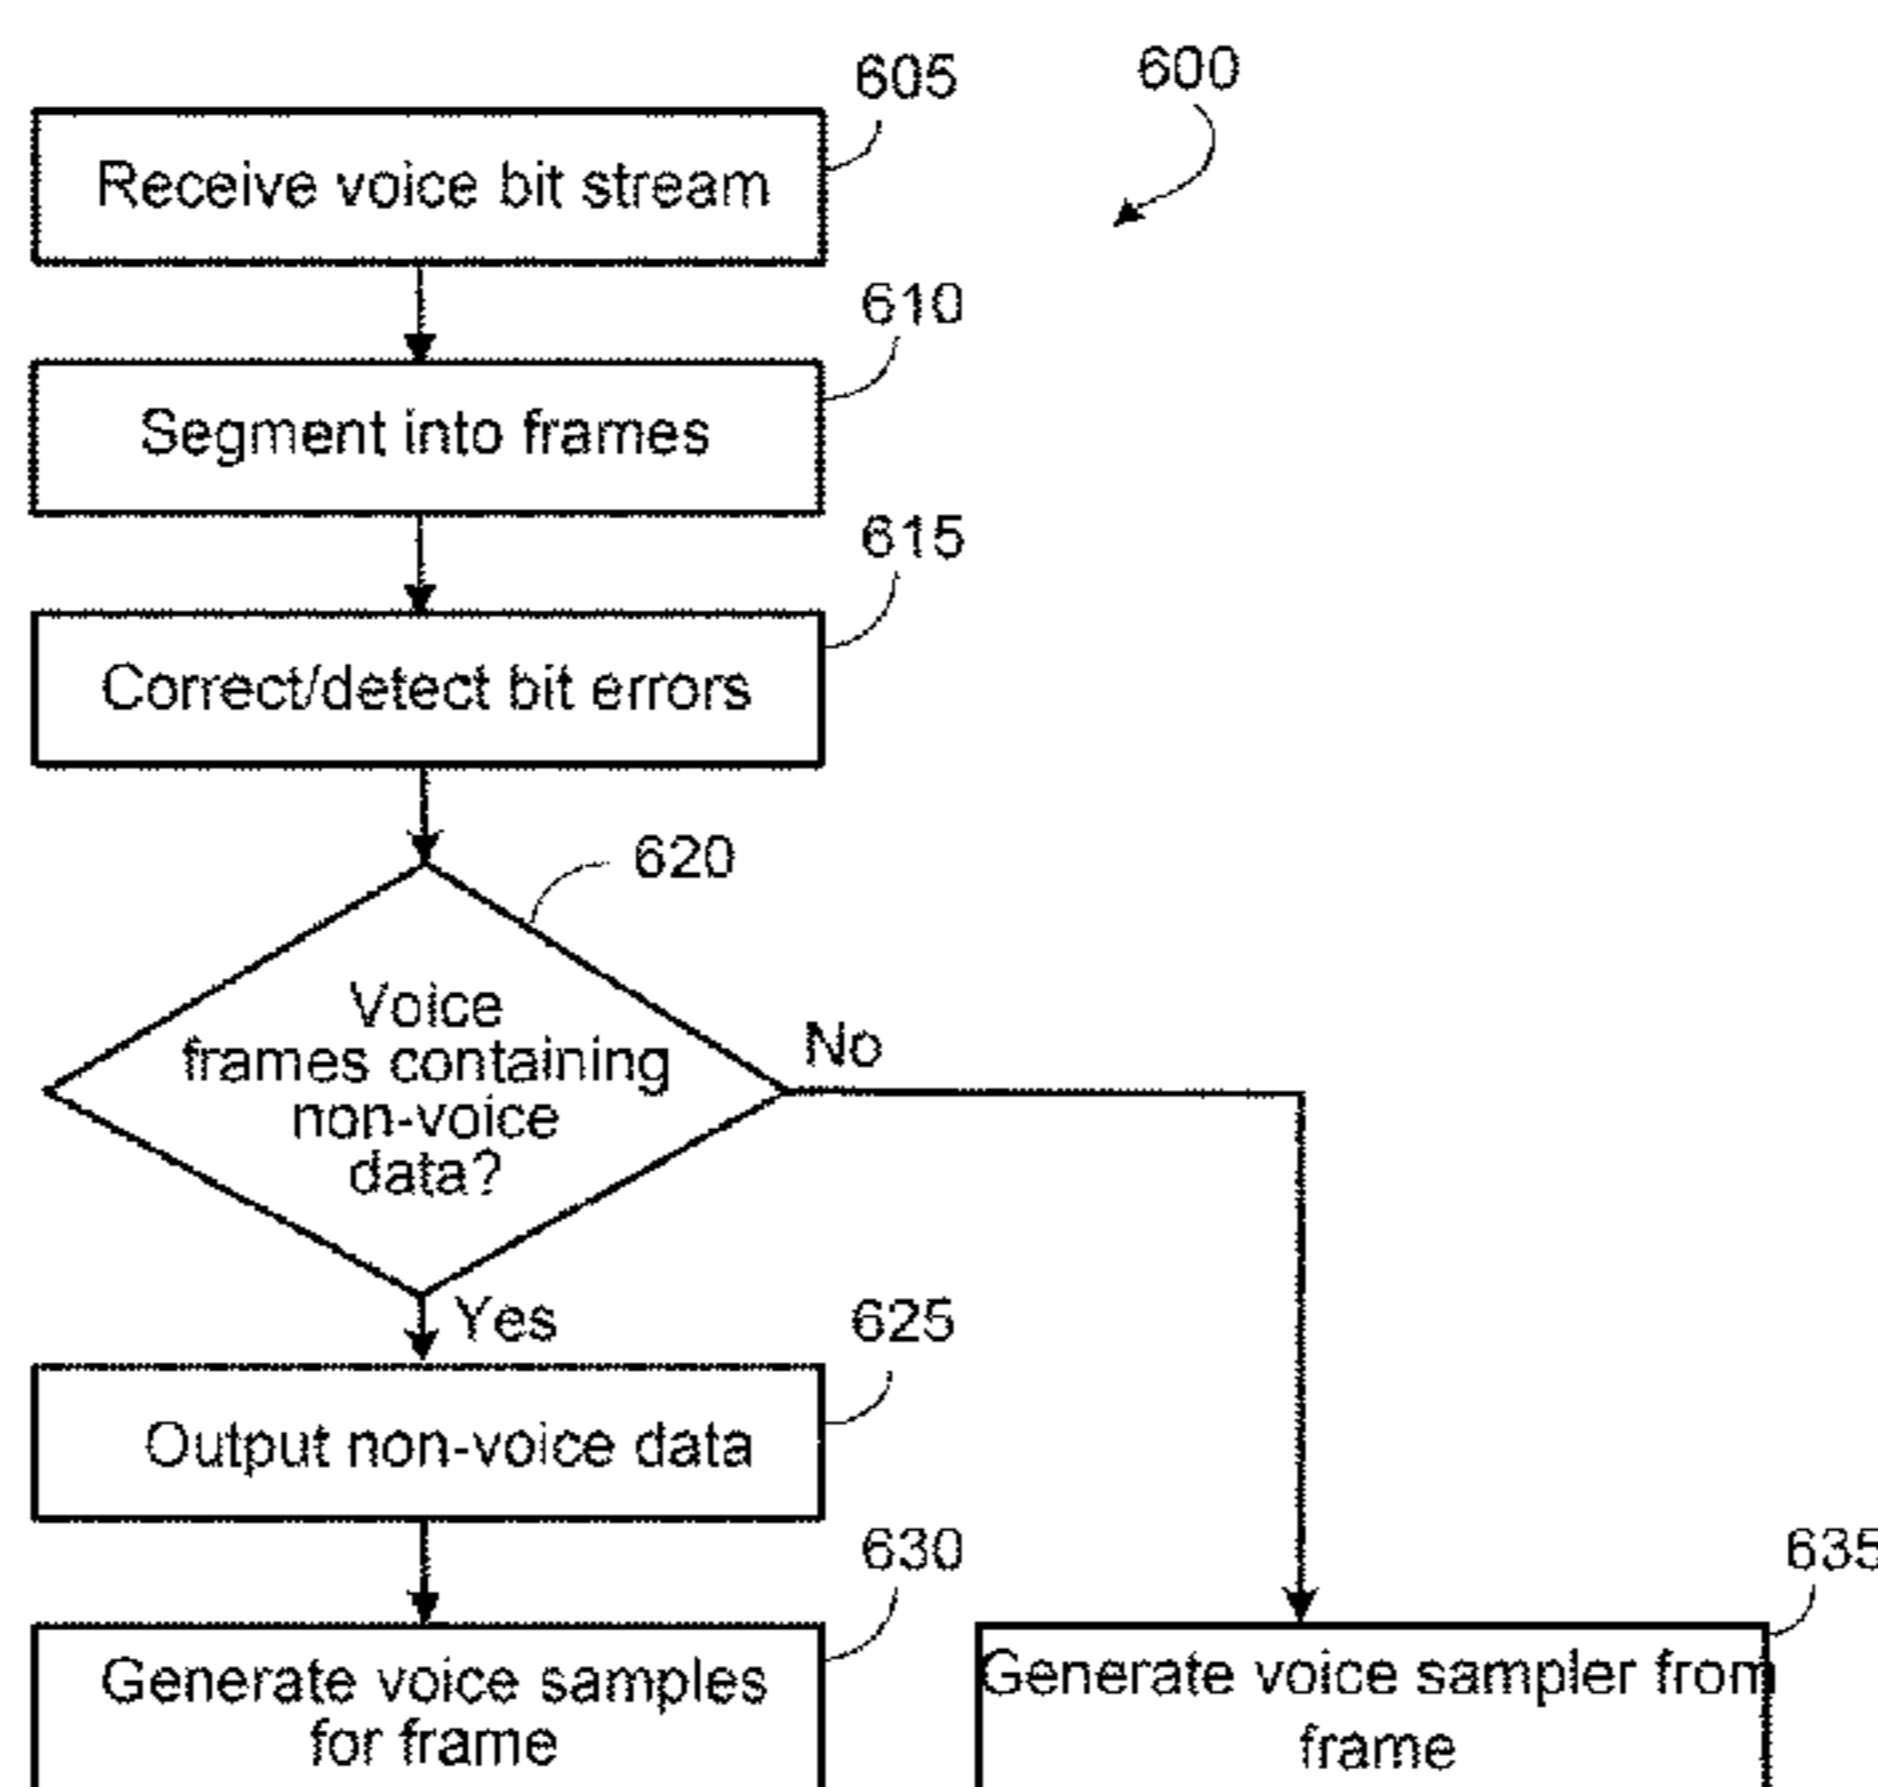 605
600
Receive voice bit stream
610
Segment into frames
615
Correct/detect bit errors
620
Voice
frames containing
non-voice
data?
No
Yes
625
Output non-voice data
630
Generate voice samples
for frame
635
Generate voice sampler from
frame